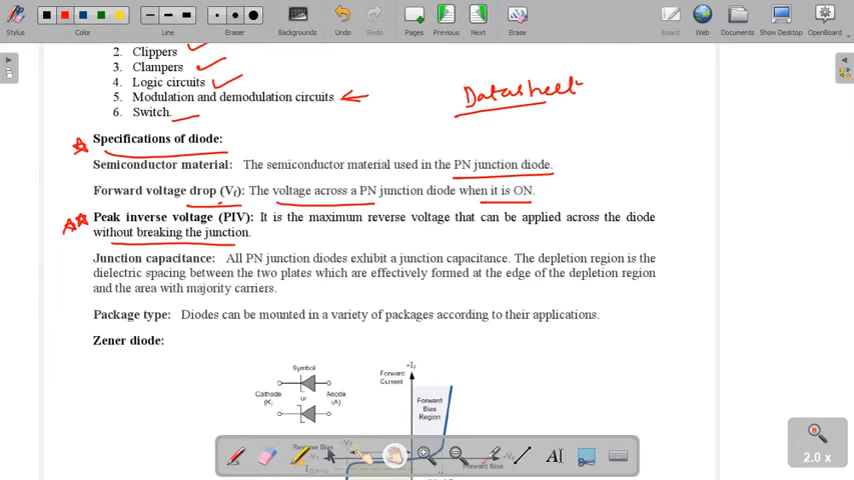 Stylus
Color
Line
Eraser
Backgrounds
Undo
Redo
Pages
Previous
Next
Erase
Board
Web
Documents
Show Desktop
OpenBoard
2. Clippers
3. Clampers
4. Logic circuits
5. Modulation and demodulation circuits
6. Switch.
Datasheet
Specifications of diode:
Semiconductor material: The semiconductor material used in the PN junction diode.
Forward voltage drop (Vf): The voltage across a PN junction diode when it is ON.
Peak inverse voltage (PIV): It is the maximum reverse voltage that can be applied across the diode
without breaking the junction.
Junction capacitance: All PN junction diodes exhibit a junction capacitance. The depletion region is the
dielectric spacing between the two plates which are effectively formed at the edge of the depletion region
and the area with majority carriers.
Package type: Diodes can be mounted in a variety of packages according to their applications.
Zener diode:
Symbol
Cathode
(K)
or
Anode
(A)
+If
Forward
Current
Forward
Bias
Region
Reverse Bias
Forward Bias
2.0 x